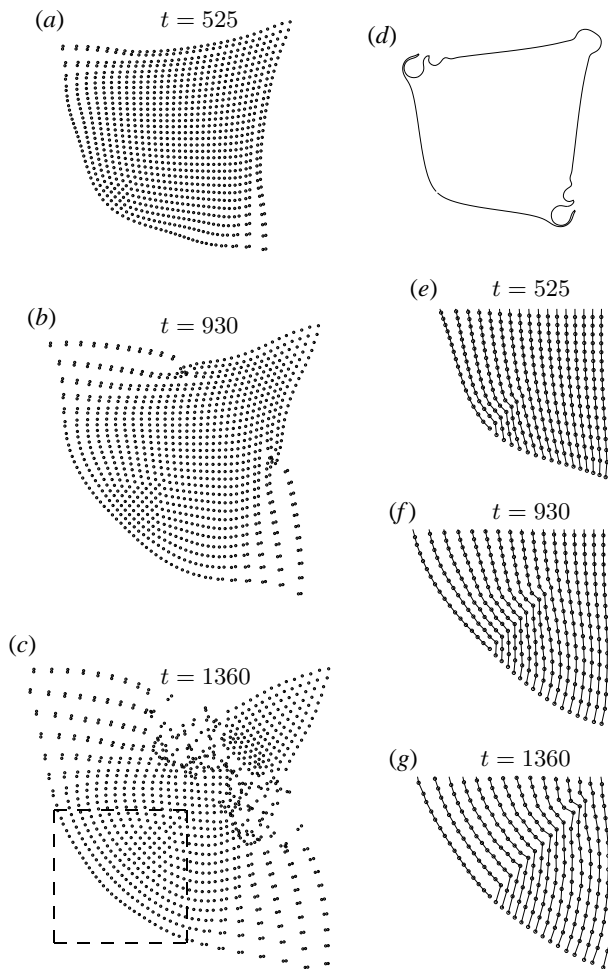 (a) t = 525
(d)
(b) t = 930
(e) t = 525
(f) t = 930
(c) t = 1360
(g) t = 1360